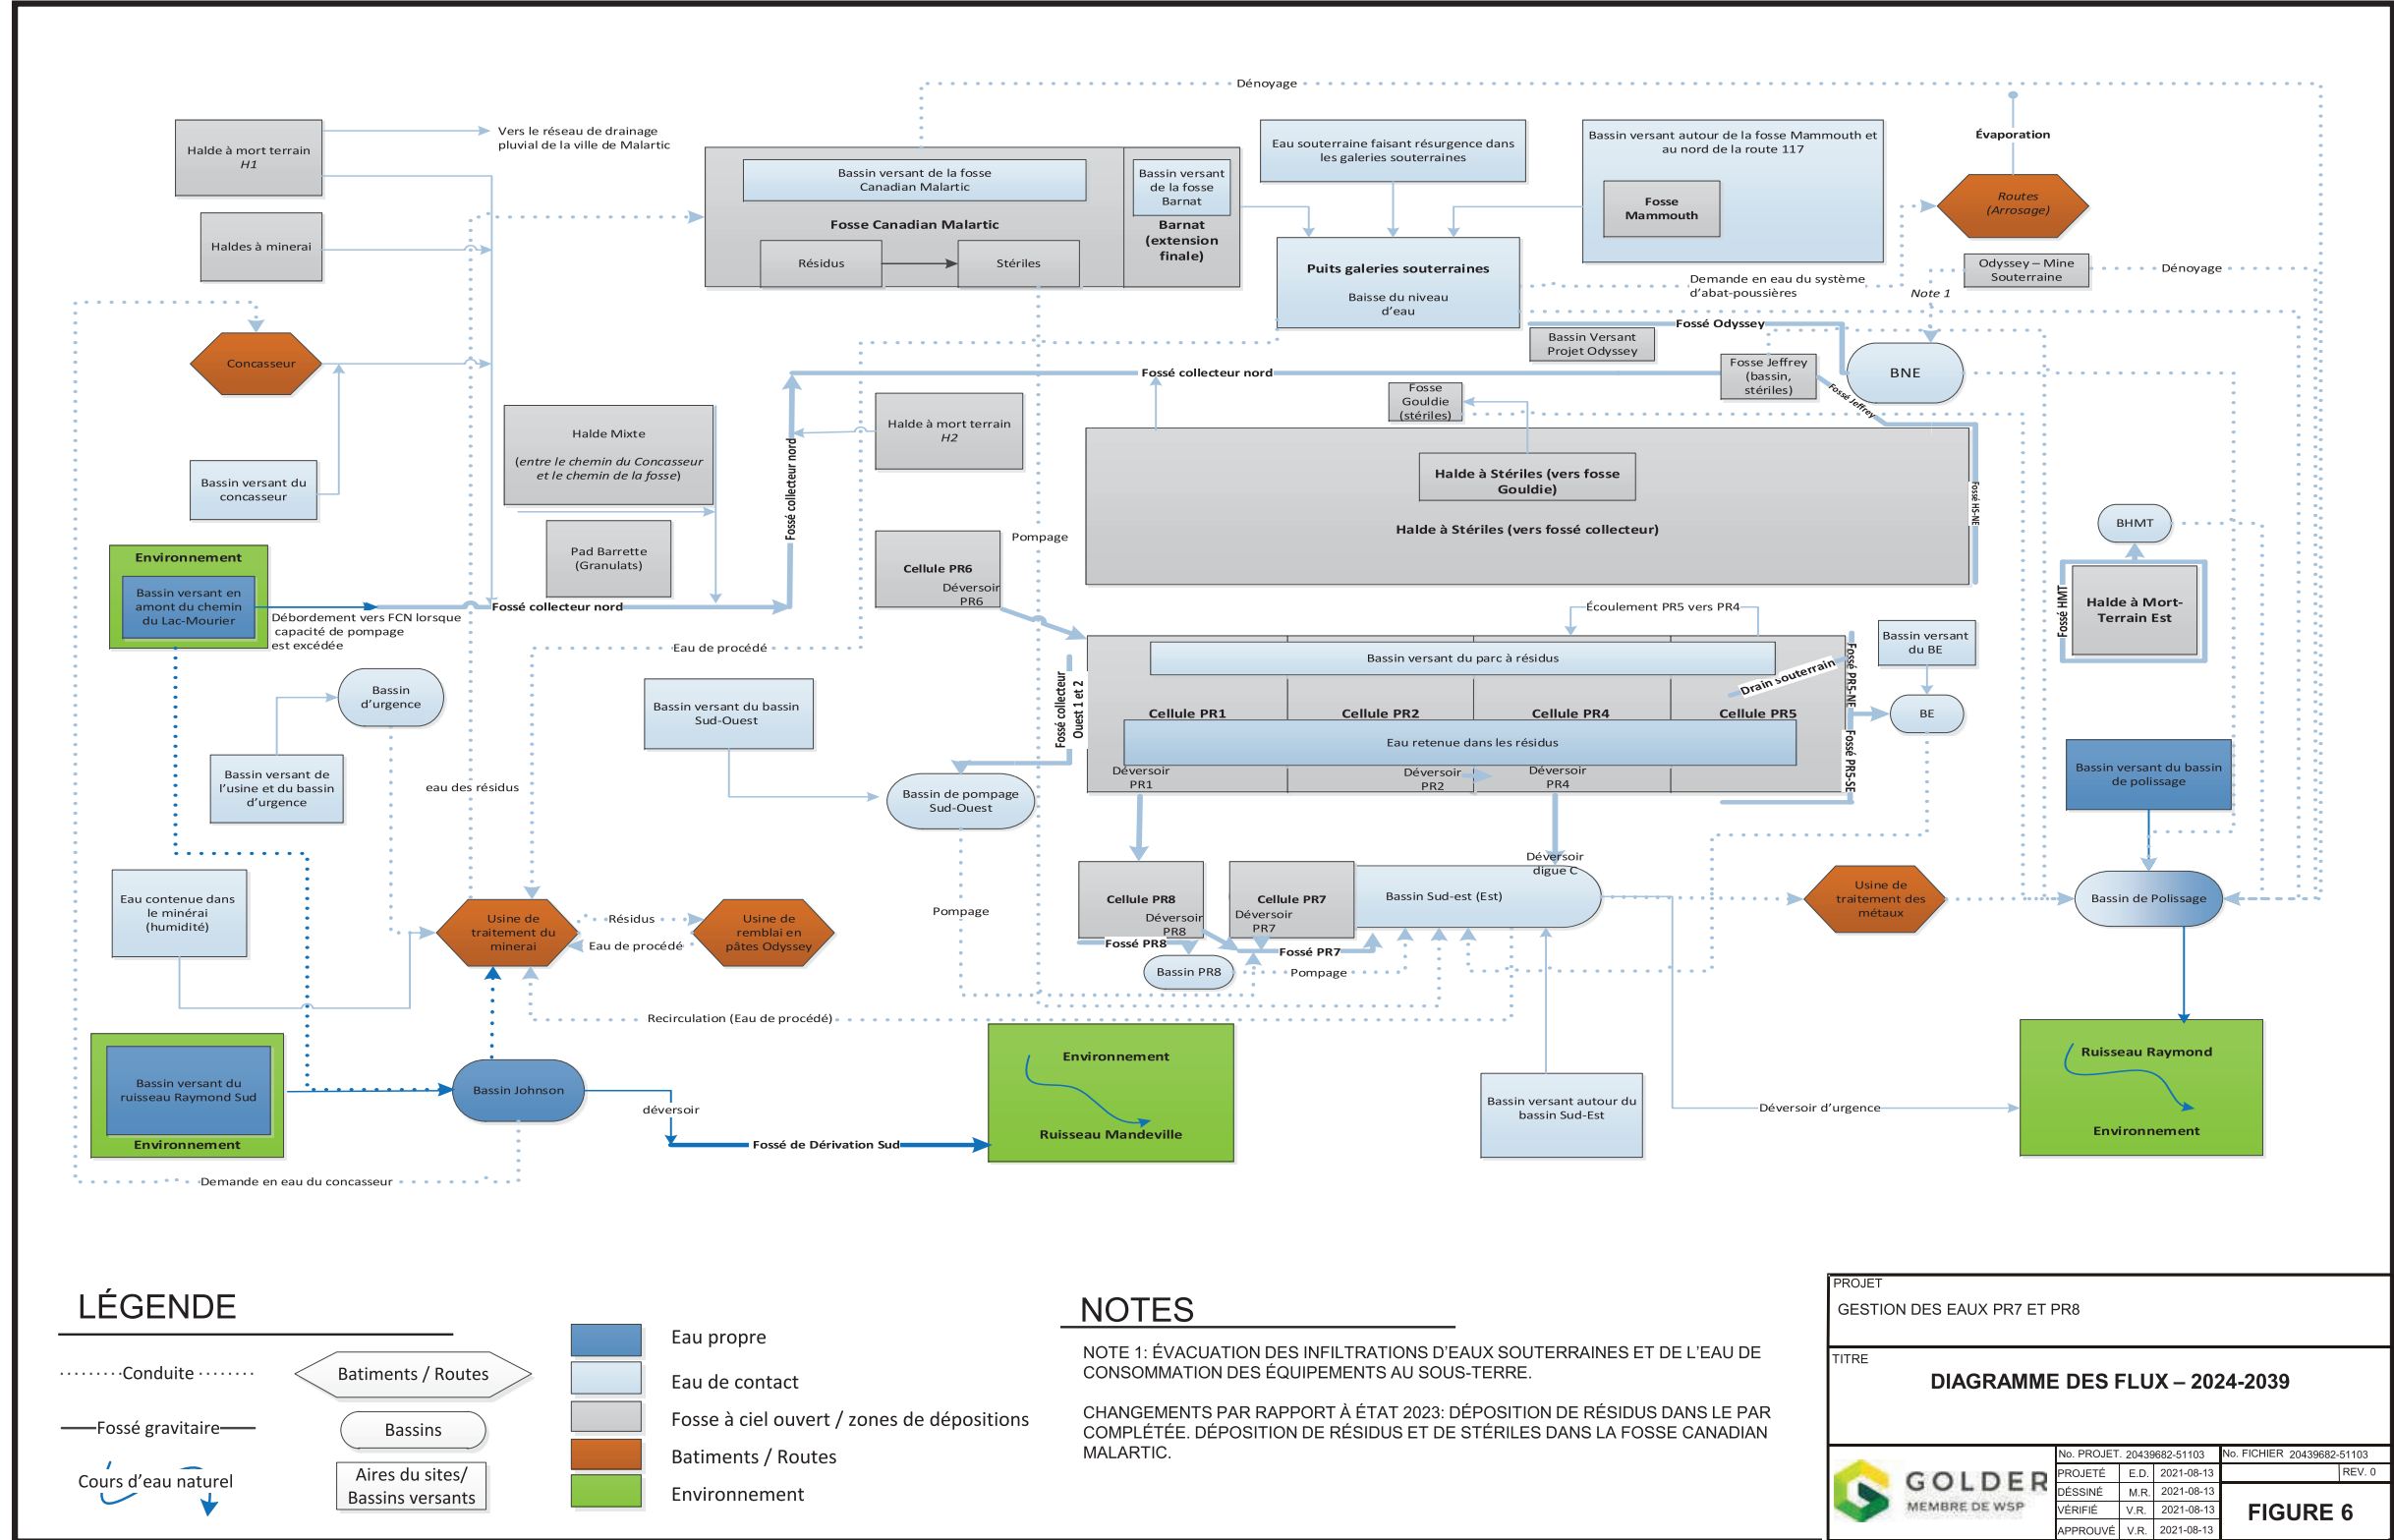 Dénoyage
Halde à mort terrain
H1
Vers le réseau de drainage
pluvial de la ville de Malartic
Bassin versant de la fosse
Canadian Malartic
Bassin versant
de la fosse
Barnat
Fosse Canadian Malartic
Barnat
(extension
finale)
Résidus
Stériles
Eau souterraine faisant résurgence dans
les galeries souterraines
Bassin versant autour de la fosse Mammouth et
au nord de la route 117
Fosse
Mammouth
Évaporation
Routes
(Arrosage)
Haldes à minerai
Puits galeries souterraines
Baisse du niveau
d'eau
Demande en eau du système
d'abat-poussières
Odyssey – Mine
Souterraine
Dénoyage
Note 1
Fossé Odyssey
Bassin Versant
Projet Odyssey
Fosse Jeffrey
(bassin,
stériles)
BNE
Fossé Jeffrey
Concasseur
Fossé collecteur nord
Fosse
Gouldie
(stériles)
Halde Mixte
(entre le chemin du Concasseur
et le chemin de la fosse)
Fossé collecteur nord
Halde à mort terrain
H2
Bassin versant du
concasseur
Halde à Stériles (vers fosse
Gouldie)
Halde à Stériles (vers fossé collecteur)
Fossé HS-NE
BHMT
Pad Barrette
(Granulats)
Pompage
Cellule PR6
Déversoir
PR6
Environnement
Bassin versant en
amont du chemin
du Lac-Mourier
Fossé collecteur nord
Débordement vers FCN lorsque
capacité de pompage
est excédée
Écoulement PR5 vers PR4
Fossé HMT
Halde à Mort-
Terrain Est
Eau de procédé
Bassin versant du parc à résidus
Drain souterrain
Fossé PR5-NE
Bassin versant
du BE
Bassin
d'urgence
Bassin versant du bassin
Sud-Ouest
Fossé collecteur
Ouest 1 et 2
Cellule PR1
Cellule PR2
Cellule PR4
Cellule PR5
BE
Eau retenue dans les résidus
Fossé PR5-SE
Déversoir
PR1
Déversoir
PR2
Déversoir
PR4
Bassin versant de
l'usine et du bassin
d'urgence
eau des résidus
Bassin de pompage
Sud-Ouest
Bassin versant du bassin
de polissage
Eau contenue dans
le minérai
(humidité)
Usine de
traitement du
minerai
Résidus
Eau de procédé
Usine de
remblai en
pâtes Odyssey
Pompage
Cellule PR8
Déversoir
PR8
Cellule PR7
Déversoir
PR7
Déversoir
digue C
Bassin Sud-est (Est)
Usine de
traitement des
métaux
Bassin de Polissage
Fossé PR8
Fossé PR7
Bassin PR8
Pompage
Recirculation (Eau de procédé)
Bassin versant du
ruisseau Raymond Sud
Environnement
Bassin Johnson
déversoir
Fossé de Dérivation Sud
Environnement
Ruisseau Mandeville
Bassin versant autour du
bassin Sud-Est
Déversoir d'urgence
Ruisseau Raymond
Environnement
Demande en eau du concasseur
LÉGENDE
Conduite
Fossé gravitaire
Cours d'eau naturel
Batiments / Routes
Bassins
Aires du sites/
Bassins versants
Eau propre
Eau de contact
Fosse à ciel ouvert / zones de dépositions
Batiments / Routes
Environnement
NOTES
NOTE 1: ÉVACUATION DES INFILTRATIONS D'EAUX SOUTERRAINES ET DE L'EAU DE
CONSOMMATION DES ÉQUIPEMENTS AU SOUS-TERRE.
CHANGEMENTS PAR RAPPORT À ÉTAT 2023: DÉPOSITION DE RÉSIDUS DANS LE PAR
COMPLÉTÉE. DÉPOSITION DE RÉSIDUS ET DE STÉRILES DANS LA FOSSE CANADIAN
MALARTIC.
PROJET
GESTION DES EAUX PR7 ET PR8
TITRE
DIAGRAMME DES FLUX – 2024-2039
GOLDER
MEMBRE DE WSP
No. PROJET. 20439682-51103
No. FICHIER 20439682-51103
PROJETÉ E.D. 2021-08-13
REV. 0
DÉSSINÉ M.R. 2021-08-13
VÉRIFIÉ V.R. 2021-08-13
APPROUVÉ V.R. 2021-08-13
FIGURE 6